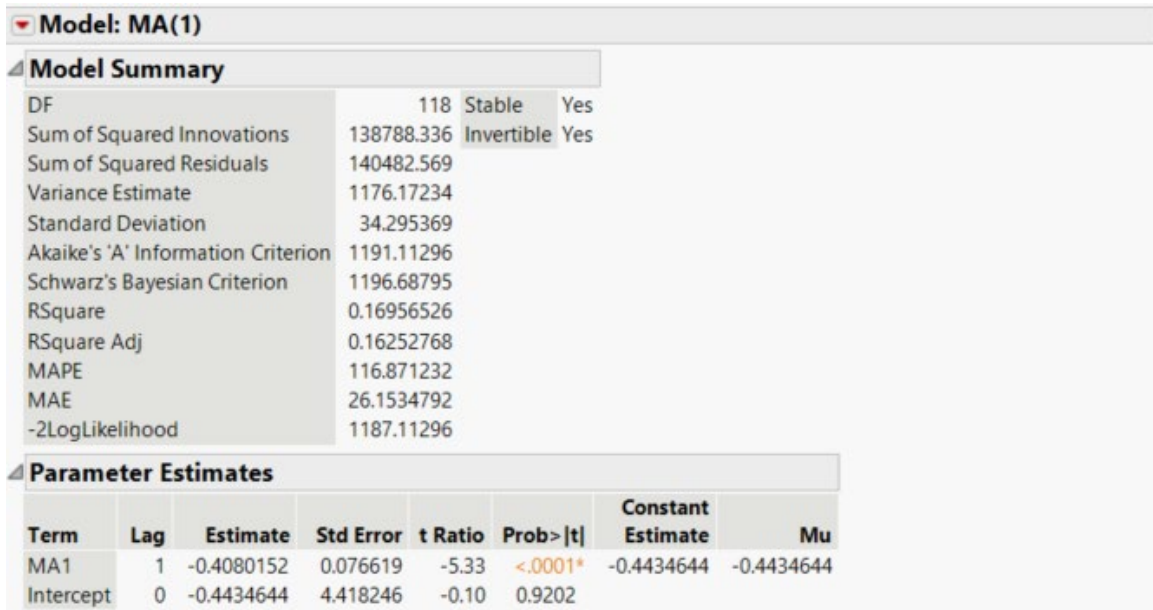 Model: MA(1)
Model Summary
DF 118 Stable Yes
Sum of Squared Innovations 138788.336 Invertible Yes
Sum of Squared Residuals 140482.569
Variance Estimate 1176.17234
Standard Deviation 34.295369
Akaike's 'A' Information Criterion 1191.11296
Schwarz's Bayesian Criterion 1196.68795
RSquare 0.16956526
RSquare Adj 0.16252768
MAPE 116.871232
MAE 26.1534792
-2LogLikelihood 1187.11296
Parameter Estimates
Constant
Term Lag Estimate Std Error t Ratio Prob>|t| Estimate Mu
MA1 1 -0.4080152 0.076619 -5.33 <.0001* -0.4434644 -0.4434644
Intercept 0 -0.4434644 4.418246 -0.10 0.9202